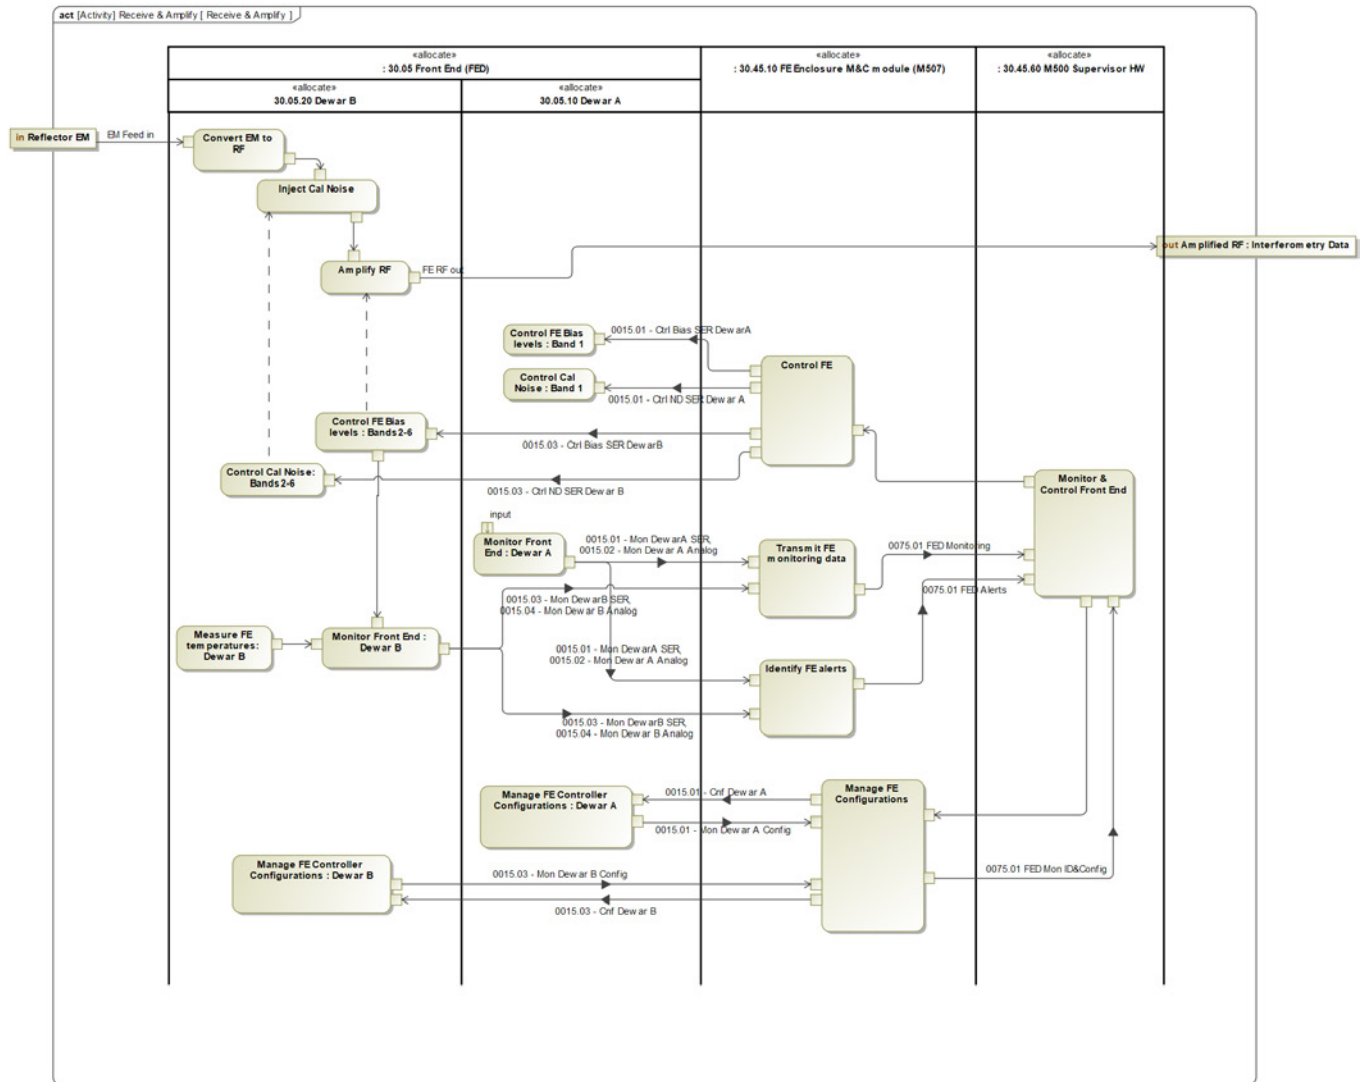 act [Activity] Receive & Amplify [ Receive & Amplify ]
«allocate»
: 30.05 Front End (FED)
«allocate»
: 30.45.10 FE Enclosure M&C module (M507)
«allocate»
: 30.45.60 M500 Supervisor HW
«allocate»
30.05.20 Dewar B
«allocate»
30.05.10 Dewar A
in Reflector EM
EM Feed in
Convert EM to
RF
Inject Cal Noise
Amplify RF
FE RF out
out Amplified RF : Interferometry Data
Control FE Bias
levels : Band 1
0015.01 - Ctrl Bias SER DewarA
Control Cal
Noise : Band 1
0015.01 - Ctrl ND SER Dewar A
Control FE
Control FE Bias
levels : Bands 2-6
0015.03 - Ctrl Bias SER DewarB
Control Cal Noise:
Bands 2-6
0015.03 - Ctrl ND SER Dewar B
Monitor &
Control Front End
input
Monitor Front
End : Dewar A
0015.01 - Mon DewarA SER,
0015.02 - Mon Dewar A Analog
Transmit FE
monitoring data
0075.01 FED Monitoring
0075.01 FED Alerts
0015.03 - Mon DewarB SER,
0015.04 - Mon Dewar B Analog
Measure FE
temperatures:
Dewar B
Monitor Front End :
Dewar B
0015.01 - Mon DewarA SER,
0015.02 - Mon Dewar A Analog
Identify FE alerts
0015.03 - Mon DewarB SER,
0015.04 - Mon Dewar B Analog
Manage FE Controller
Configurations : Dewar A
0015.01 - Cnf Dewar A
0015.01 - Mon Dewar A Config
Manage FE
Configurations
Manage FE Controller
Configurations : Dewar B
0015.03 - Mon Dewar B Config
0015.03 - Cnf Dewar B
0075.01 FED Mon ID&Config